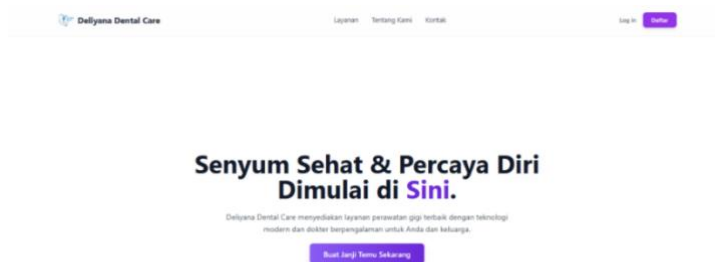 Deliyana Dental Care
Layanan Tentang Kami Kontak
Log In Daftar
Senyum Sehat & Percaya Diri
Dimulai di Sini.
Deliyana Dental Care menyediakan layanan perawatan gigi terbaik dengan teknologi
modern dan dokter berpengalaman untuk Anda dan keluarga.
Buat Janji Temu Sekarang